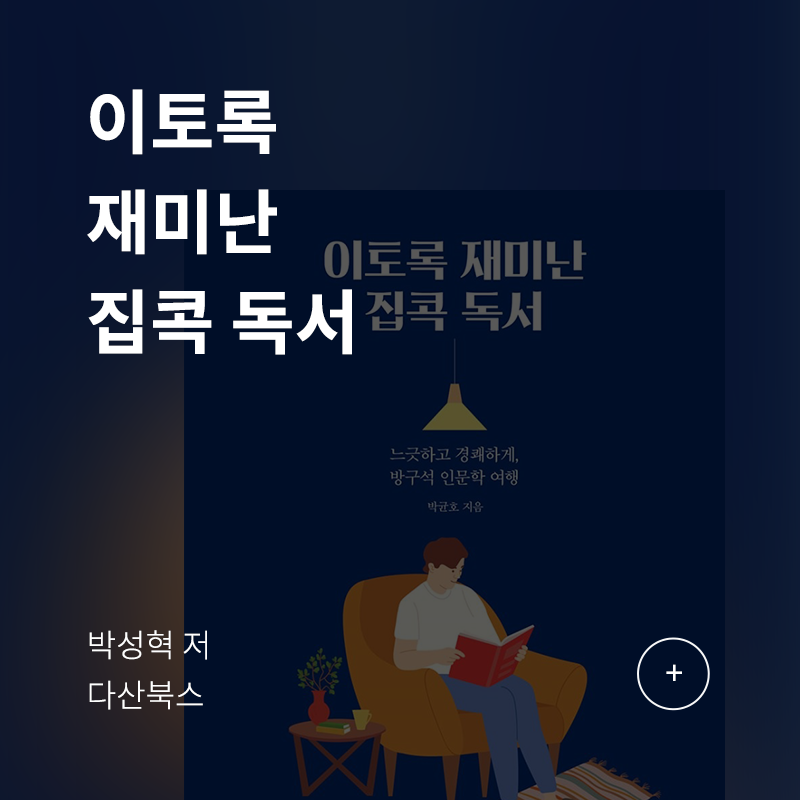 이토록
재미난
집콕 독서
이토록 재미난
집콕 독서
느긋하고 경쾌하게,
방구석 인문학 여행
박균호 지음
박성혁 저
다산북스
+